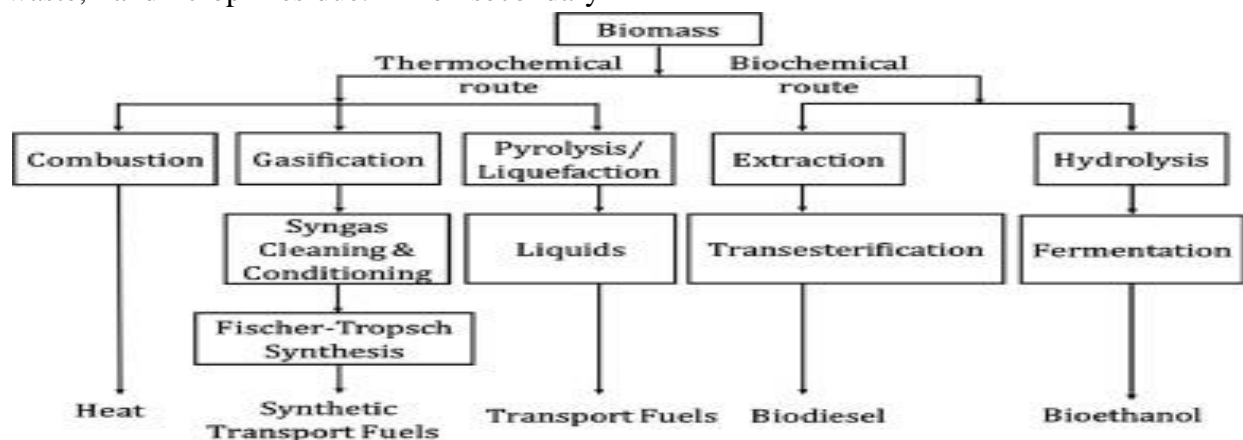 Biomass
Thermochemical route
Biochemical route
Combustion
Gasification
Pyrolysis/
Liquefaction
Extraction
Hydrolysis
Syngas
Cleaning &
Conditioning
Liquids
Transesterification
Fermentation
Fischer-Tropsch
Synthesis
Heat
Synthetic
Transport Fuels
Transport Fuels
Biodiesel
Bioethanol